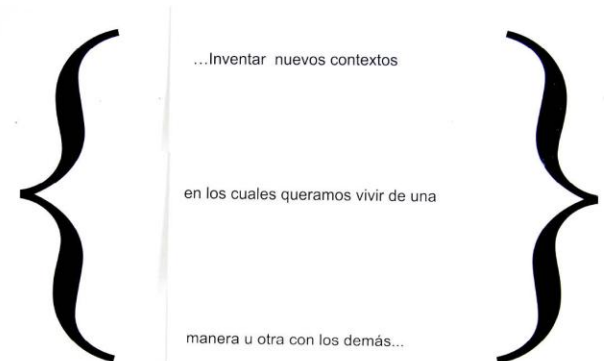 ...Inventar nuevos contextos
en los cuales queramos vivir de una
manera u otra con los demás...